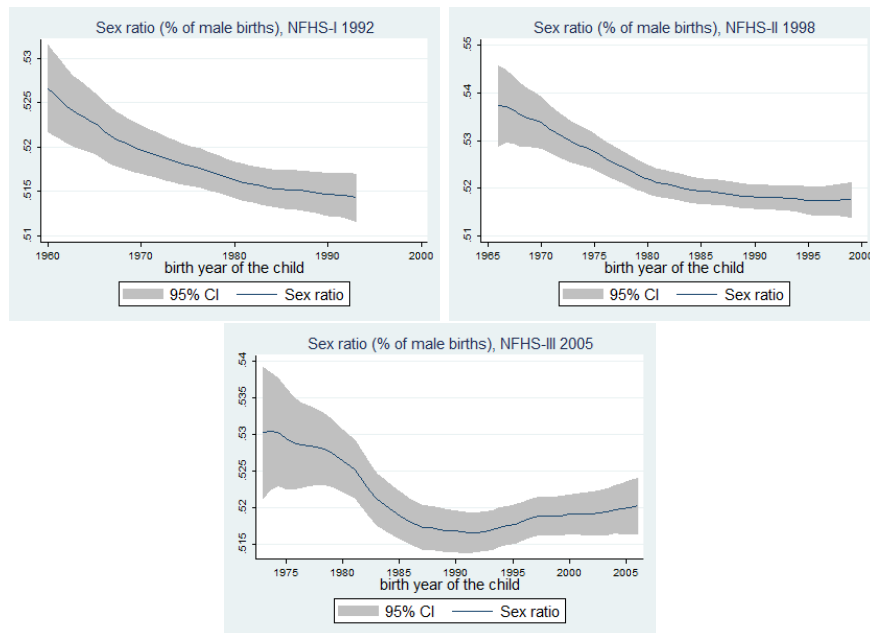 Sex ratio (% of male births), NFHS-I 1992
.53
.525
.52
.515
.51
1960 1970 1980 1990 2000
birth year of the child
95% CI Sex ratio
Sex ratio (% of male births), NFHS-II 1998
.55
.54
.53
.52
.51
1965 1970 1975 1980 1985 1990 1995 2000
birth year of the child
95% CI Sex ratio
Sex ratio (% of male births), NFHS-III 2005
.54
.535
.53
.525
.52
.515
1975 1980 1985 1990 1995 2000 2005
birth year of the child
95% CI Sex ratio